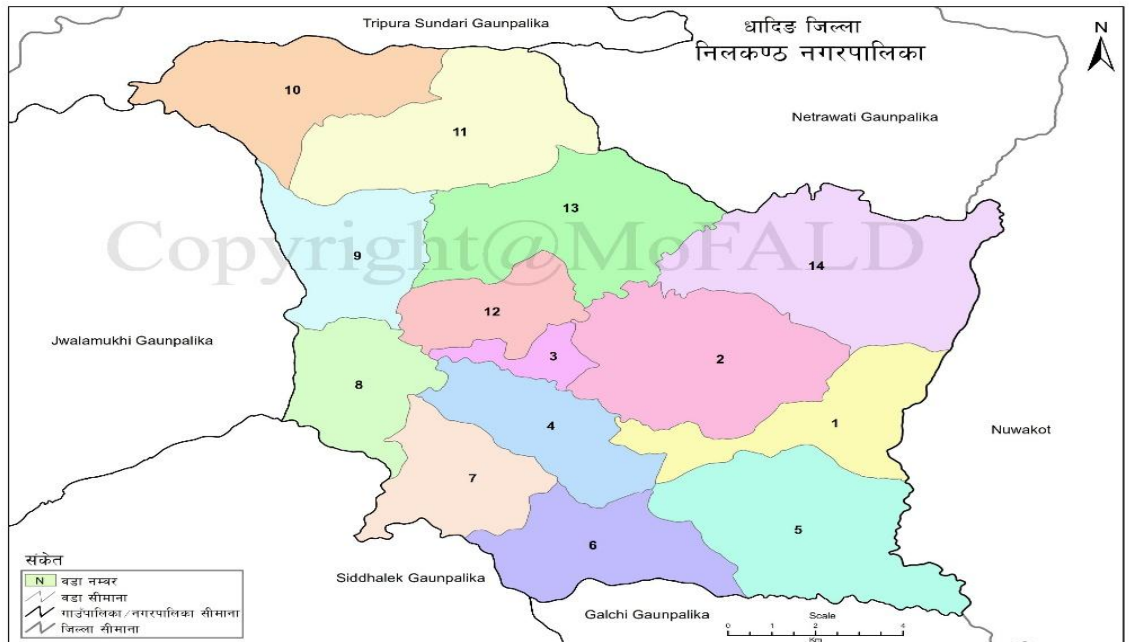 Tripura Sundari Gaunpalika
धादिङ जिल्ला
निलकण्ठ नगरपालिका
N
10
Netrawati Gaunpalika
11
13
Copyright@MoFALD
9
14
12
Jwalamukhi Gaunpalika
3
2
8
4
1
Nuwakot
7
5
6
संकेत
N वडा नम्बर
वडा सीमाना
गाउँपालिका/नगरपालिका सीमाना
जिल्ला सीमाना
Siddhalek Gaunpalika
Galchi Gaunpalika
Scale
0 1 2 4
Km